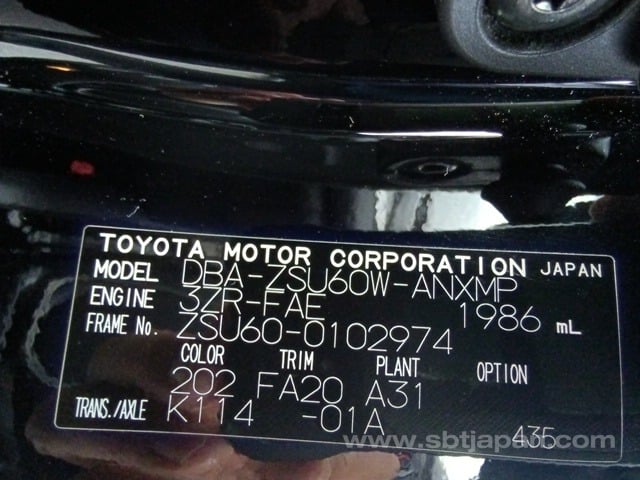 TOYOTA MOTOR CORPORATION JAPAN
MODEL DBA-ZSU60W-ANXMP
ENGINE 3ZR-FAE 1986 mL
FRAME No. ZSU60-0102974
COLOR TRIM PLANT OPTION
202 FA20 A31
TRANS./AXLE K114 -01A
435
www.sbtjapan.com